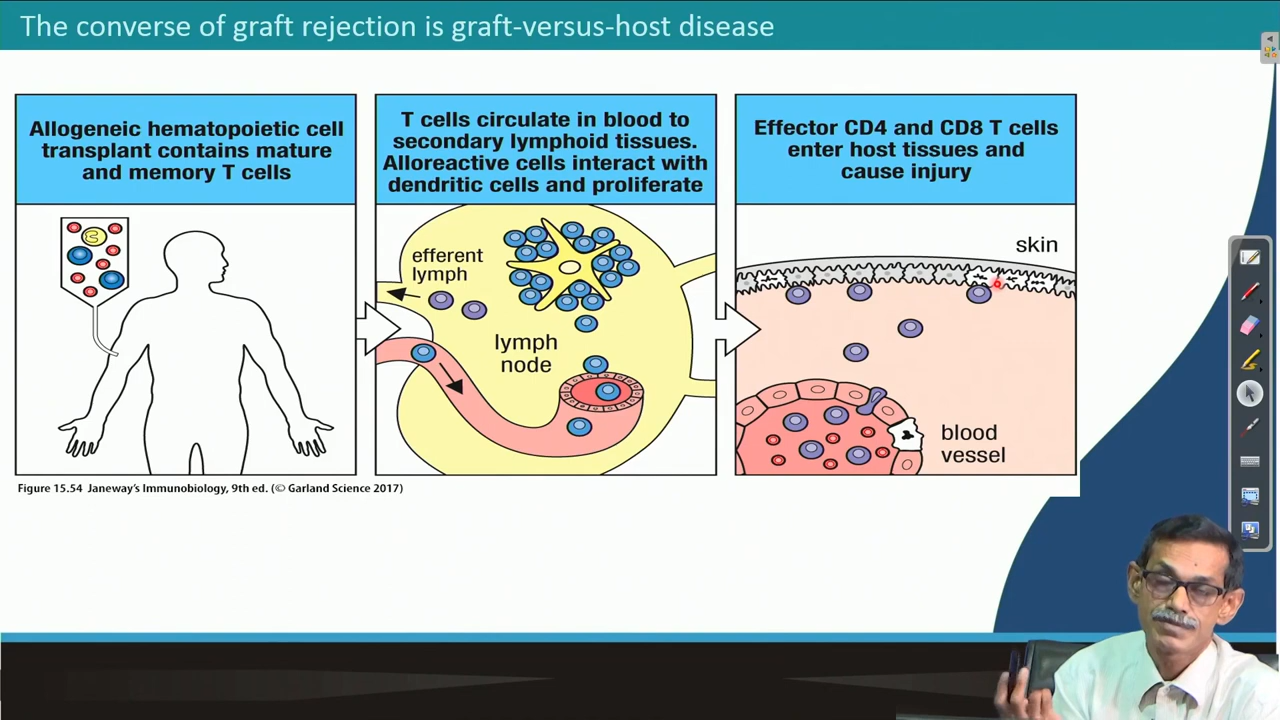 The converse of graft rejection is graft-versus-host disease
Allogeneic hematopoietic cell
transplant contains mature
and memory T cells
T cells circulate in blood to
secondary lymphoid tissues.
Alloreactive cells interact with
dendritic cells and proliferate
Effector CD4 and CD8 T cells
enter host tissues and
cause injury
efferent
lymph
lymph
node
skin
blood
vessel
Figure 15.54 Janeway's Immunobiology, 9th ed. (© Garland Science 2017)